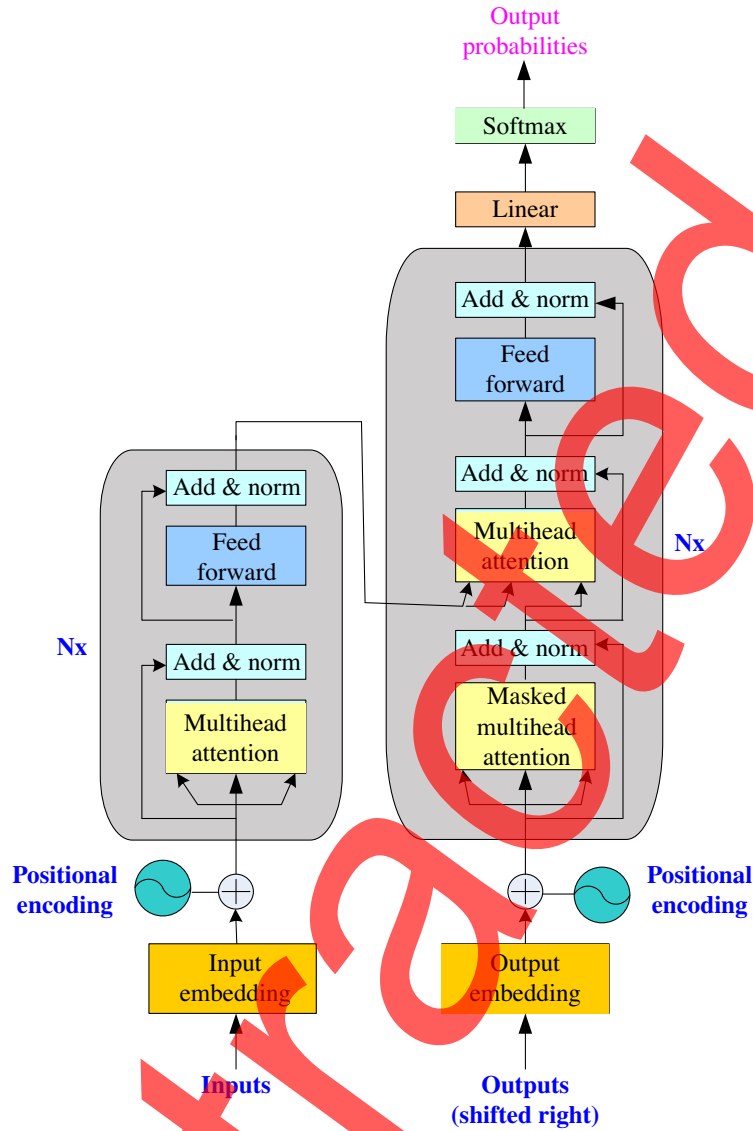 Output
probabilities
Softmax
Linear
Add & norm
Feed
forward
Add & norm
Multihead
attention
Nx
Add & norm
Masked
multihead
attention
Add & norm
Feed
forward
Nx
Add & norm
Multihead
attention
Positional
encoding
Positional
encoding
Input
embedding
Output
embedding
Inputs
Outputs
(shifted right)
tracted